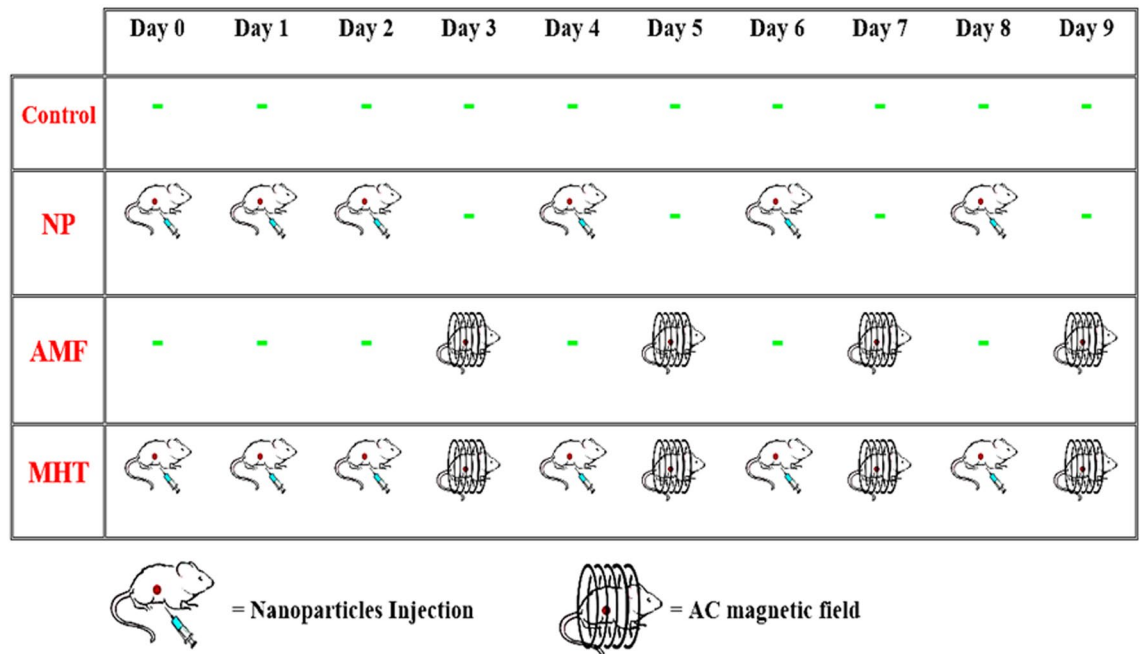 Day 0 Day 1 Day 2 Day 3 Day 4 Day 5 Day 6 Day 7 Day 8 Day 9
Control - - - - - - - - - -
NP - - - -
AMF - - - - - -
MHT
= Nanoparticles Injection = AC magnetic field